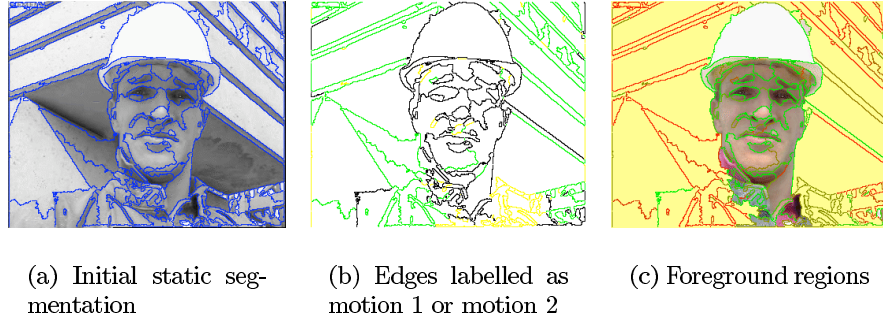 (a) Initial static seg-
mentation
(b) Edges labelled as
motion 1 or motion 2
(c) Foreground regions